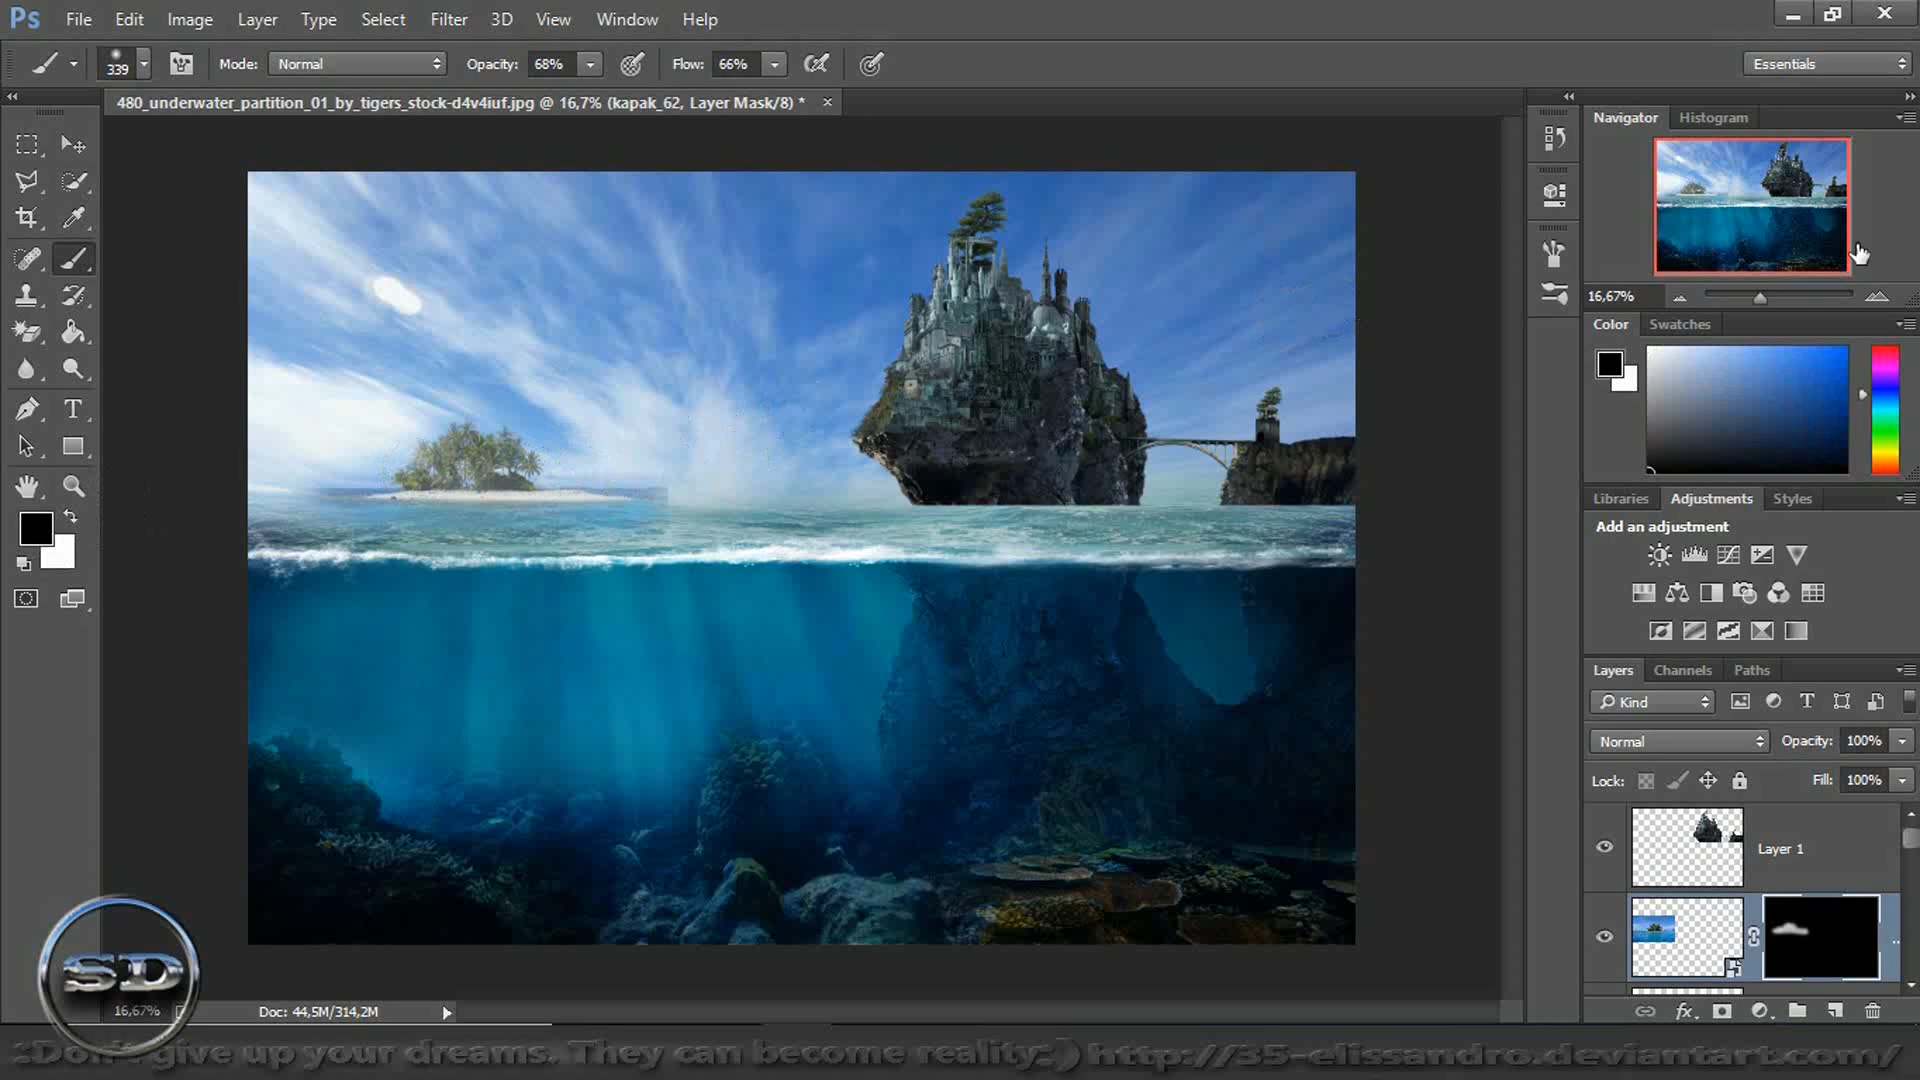 Ps File Edit Image Layer Type Select Filter 3D View Window Help
339 Mode: Normal Opacity: 68% Flow: 66% Essentials
480_underwater_partition_01_by_tigers_stock-d4v4iuf.jpg @ 16,7% (kapak_62, Layer Mask/8) *
Navigator Histogram
16,67%
Color Swatches
Libraries Adjustments Styles
Add an adjustment
Layers Channels Paths
Kind
Normal Opacity: 100%
Lock: Fill: 100%
Layer 1
SD
16,67% Doc: 44,5M/314,2M
:Don't give up your dreams. They can become reality:) http://35-elissandro.deviantart.com/